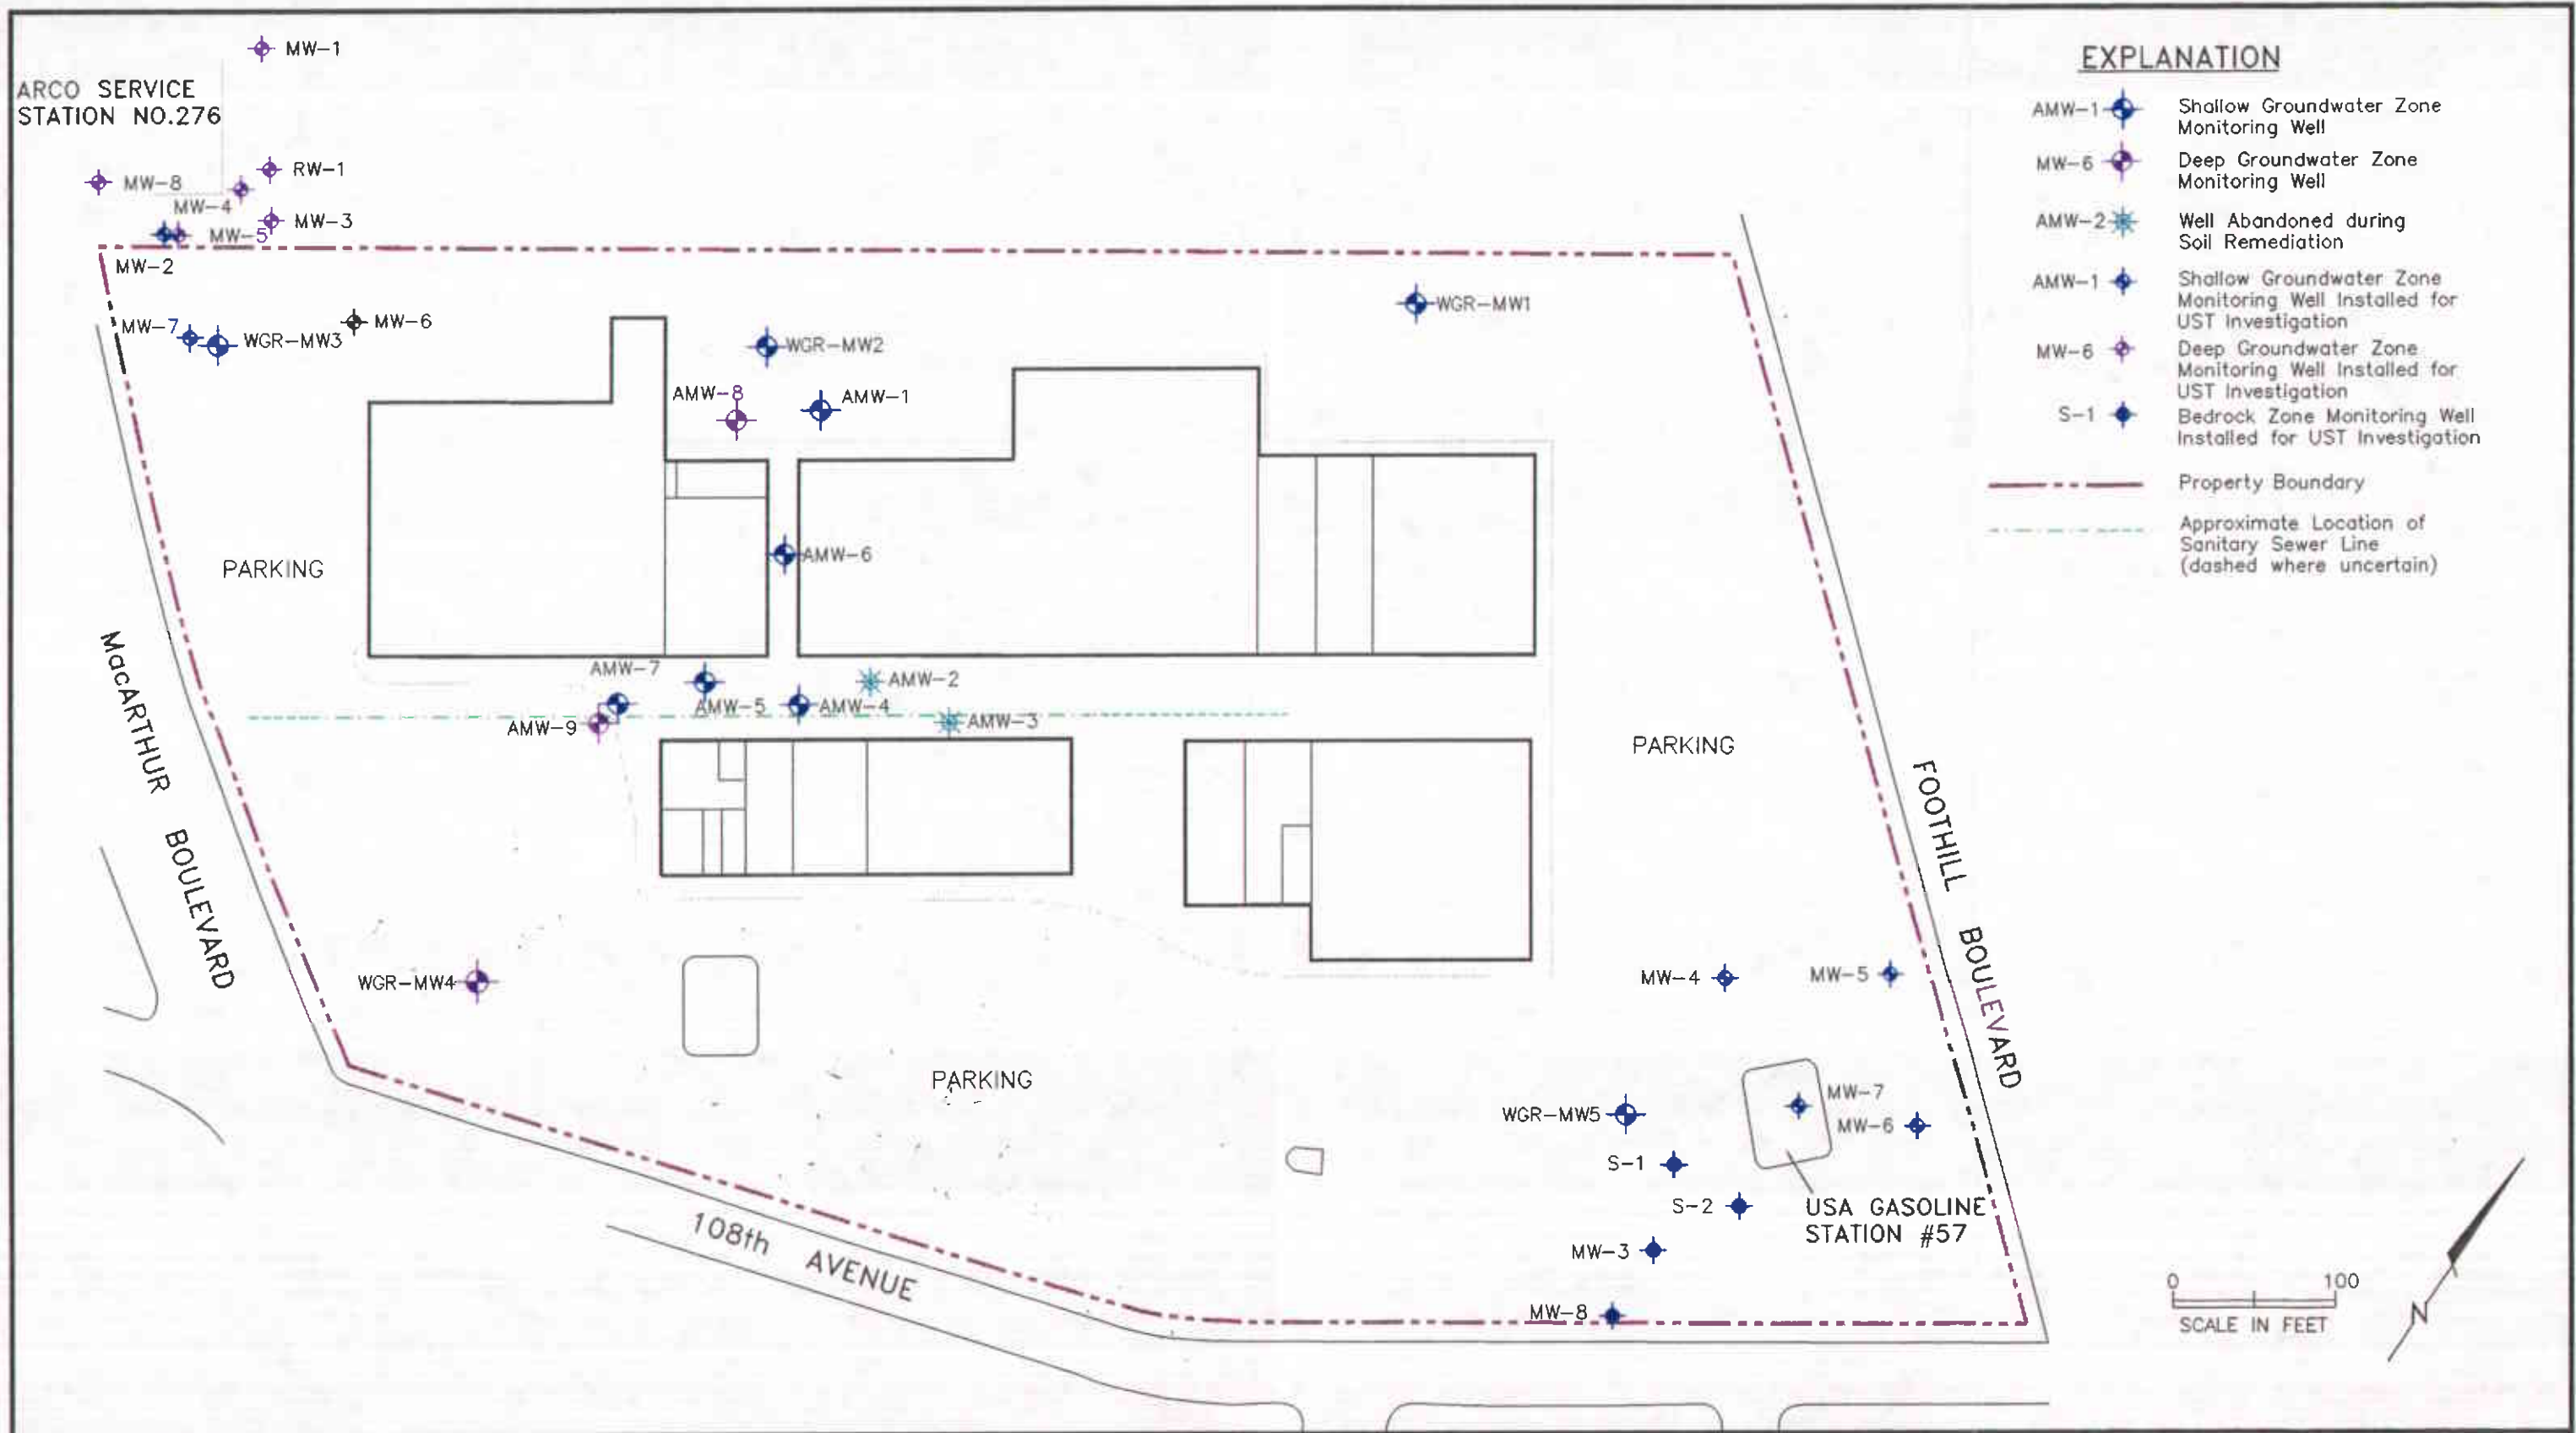 MW-1
ARCO SERVICE
STATION NO.276
RW-1
MW-8
MW-4
MW-3
MW-5
MW-2
MW-7
WGR-MW3
MW-6
WGR-MW2
WGR-MW1
AMW-8
AMW-1
AMW-6
PARKING
MacARTHUR BOULEVARD
AMW-7
AMW-2
AMW-5
AMW-4
AMW-3
AMW-9
PARKING
FOOTHILL BOULEVARD
WGR-MW4
MW-4
MW-5
PARKING
WGR-MW5
MW-7
MW-6
S-1
S-2
USA GASOLINE
STATION #57
MW-3
MW-8
108th AVENUE
EXPLANATION
AMW-1 Shallow Groundwater Zone
Monitoring Well
MW-6 Deep Groundwater Zone
Monitoring Well
AMW-2 Well Abandoned during
Soil Remediation
AMW-1 Shallow Groundwater Zone
Monitoring Well Installed for
UST Investigation
MW-6 Deep Groundwater Zone
Monitoring Well Installed for
UST Investigation
S-1 Bedrock Zone Monitoring Well
Installed for UST Investigation
Property Boundary
Approximate Location of
Sanitary Sewer Line
(dashed where uncertain)
0 100
SCALE IN FEET
N